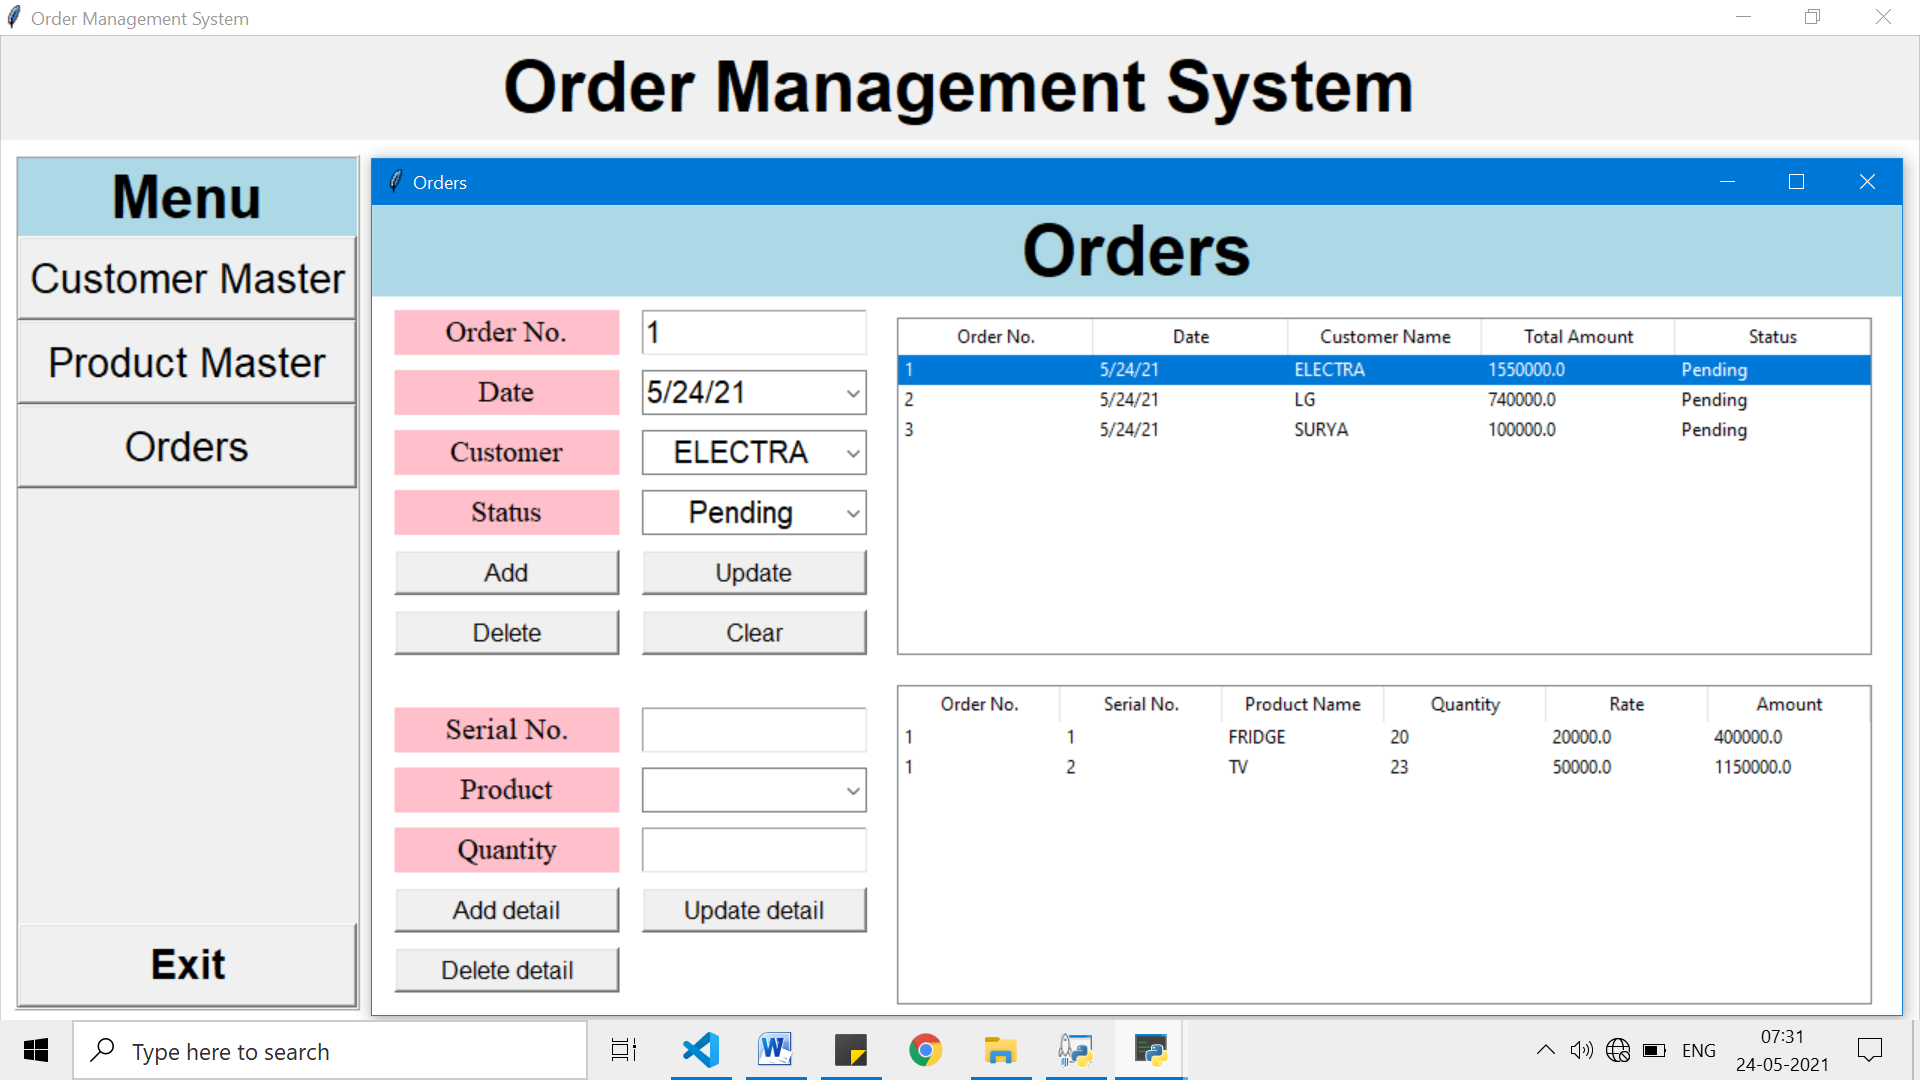 Order Management System
Order Management System
Menu
Customer Master
Product Master
Orders
Exit
Orders
Orders
Order No. 1
Date 5/24/21
Customer ELECTRA
Status Pending
Add Update
Delete Clear
Order No. Date Customer Name Total Amount Status
1 5/24/21 ELECTRA 1550000.0 Pending
2 5/24/21 LG 740000.0 Pending
3 5/24/21 SURYA 100000.0 Pending
Serial No.
Product
Quantity
Add detail Update detail
Delete detail
Order No. Serial No. Product Name Quantity Rate Amount
1 1 FRIDGE 20 20000.0 400000.0
1 2 TV 23 50000.0 1150000.0
Type here to search
W
ENG
07:31
24-05-2021